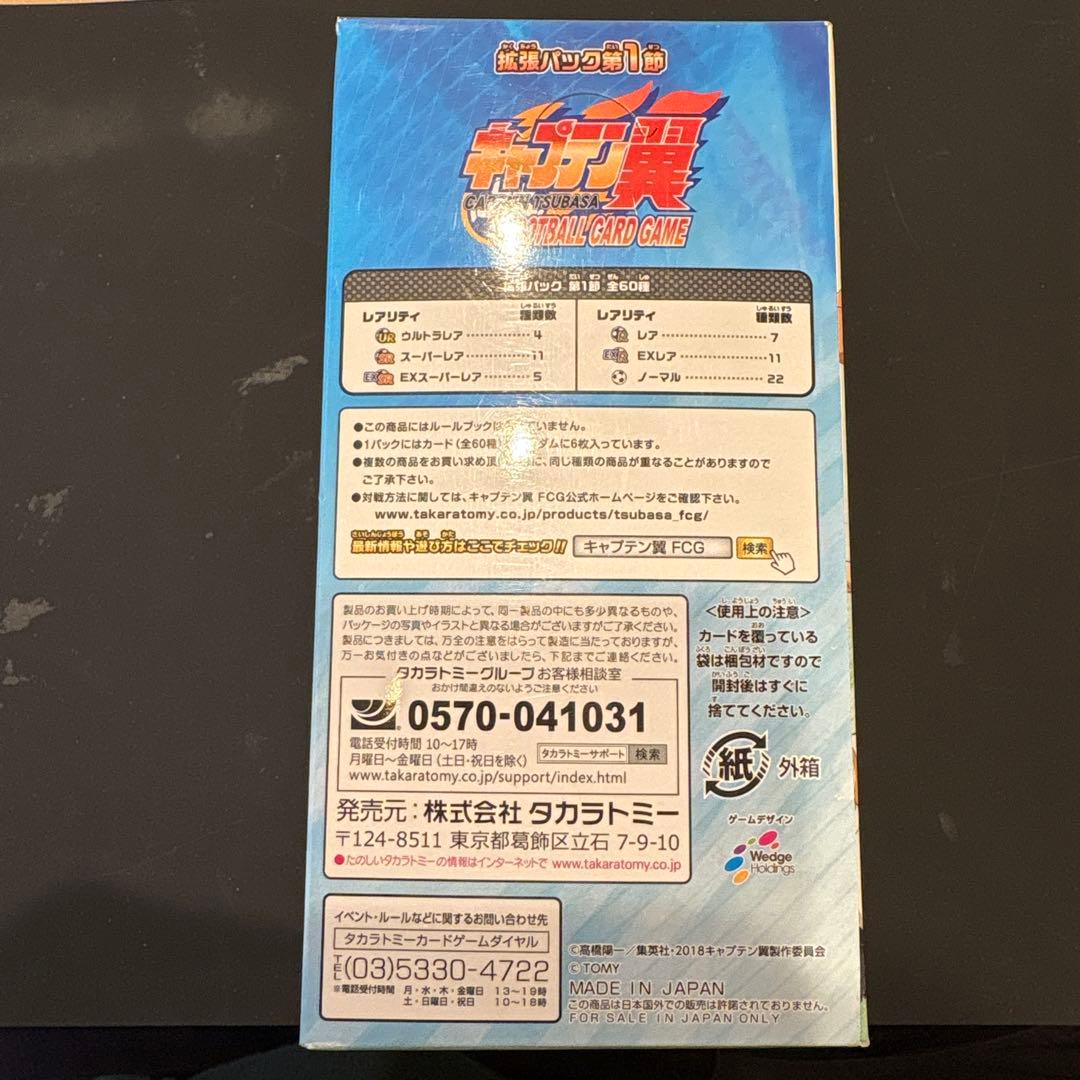 拡張パック第1節
キャプテン翼
CAPTAIN TSUBASA
FOOTBALL CARD GAME
拡張パック 第1節 全60種
レアリティ 種類数
UR ウルトラレア 4
SR スーパーレア 11
EXSR EXスーパーレア 5
レアリティ 種類数
R レア 7
EXR EXレア 11
ノーマル 22
●この商品にはルールブックは いません。
●1パックにはカード(全60種) ダムに6枚入っています。
●複数の商品をお買い求め頂 に、同じ種類の商品が重なることがありますので
ご了承下さい。
●対戦方法に関しては、キャプテン翼 FCG公式ホームページをご確認下さい。
www.takaratomy.co.jp/products/tsubasa_fcg/
最新情報や遊び方はここでチェック!! キャプテン翼 FCG 検索
製品のお買い上げ時期によって、同一製品の中にも多少異なるものや、
パッケージの写真やイラストと異なる場合がございますがご了承ください。
製品につきましては、万全の注意をはらって製造に当たっておりますが、
万一お気付きの点などがございましたら、下記までご連絡ください。
タカラトミーグループ お客様相談室
おかけ間違えのないようご注意ください
0570-041031
電話受付時間 10〜17時
月曜日〜金曜日(土日・祝日を除く) タカラトミーサポート 検索
www.takaratomy.co.jp/support/index.html
発売元:株式会社 タカラトミー
〒124-8511 東京都葛飾区立石 7-9-10
●たのしいタカラトミーの情報はインターネットで www.takaratomy.co.jp
<使用上の注意>
カードを覆っている
袋は梱包材ですので
開封後はすぐに
捨ててください。
紙 外箱
ゲームデザイン
Wedge
Holdings
イベント・ルールなどに関するお問い合わせ先
タカラトミーカードゲームダイヤル
TEL (03)5330-4722
※電話受付時間 月・水・木・金曜日 13〜19時
土・日曜日・祝日 10〜18時
©高橋陽一/集英社・2018キャプテン翼製作委員会
©TOMY
MADE IN JAPAN
この商品は日本国外での販売は許諾されておりません。
FOR SALE IN JAPAN ONLY